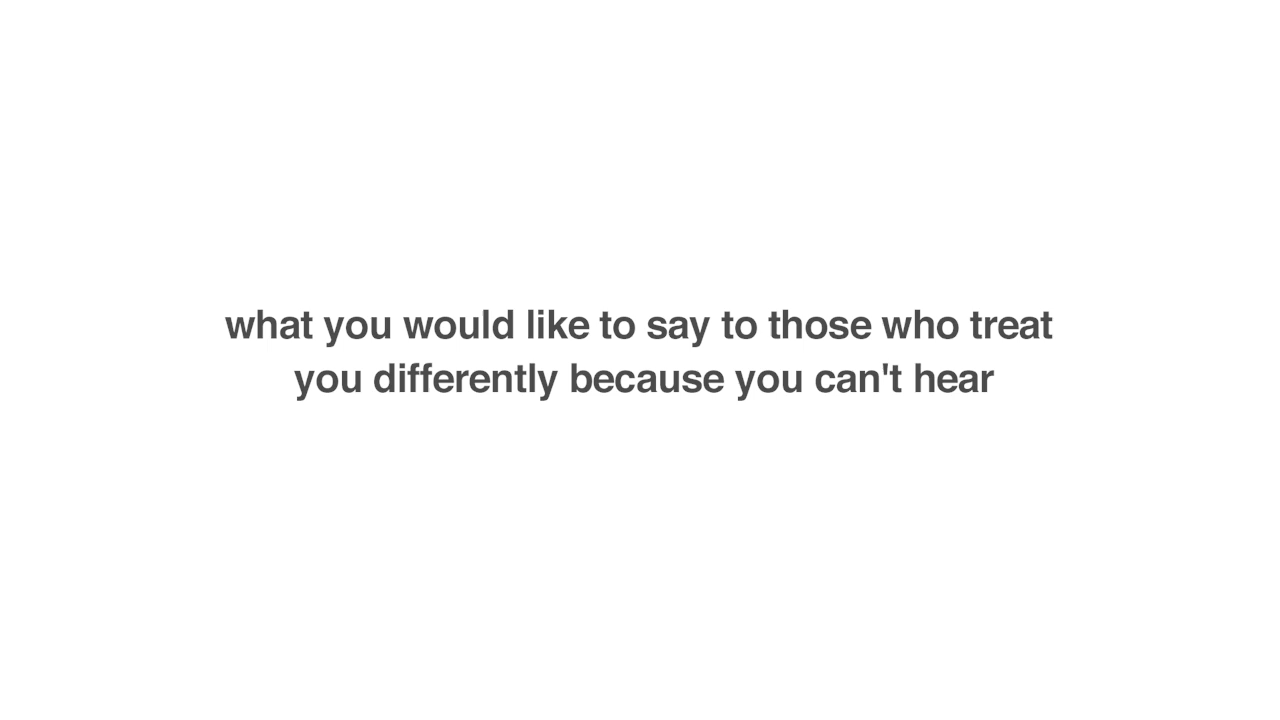 what you would like to say to those who treat
you differently because you can't hear